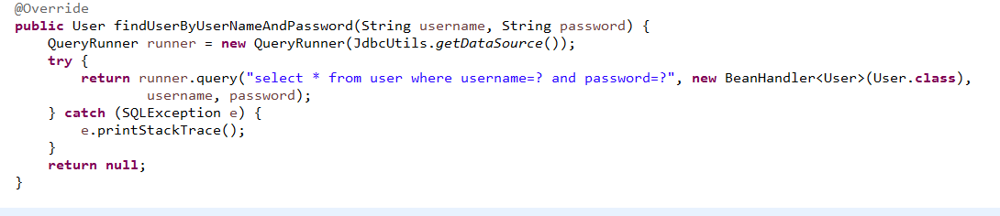 @Override
public User findUserByUserNameAndPassword(String username, String password) {
QueryRunner runner = new QueryRunner(JdbcUtils.getDataSource());
try {
return runner.query("select * from user where username=? and password=?", new BeanHandler<User>(User.class),
username, password);
} catch (SQLException e) {
e.printStackTrace();
}
return null;
}